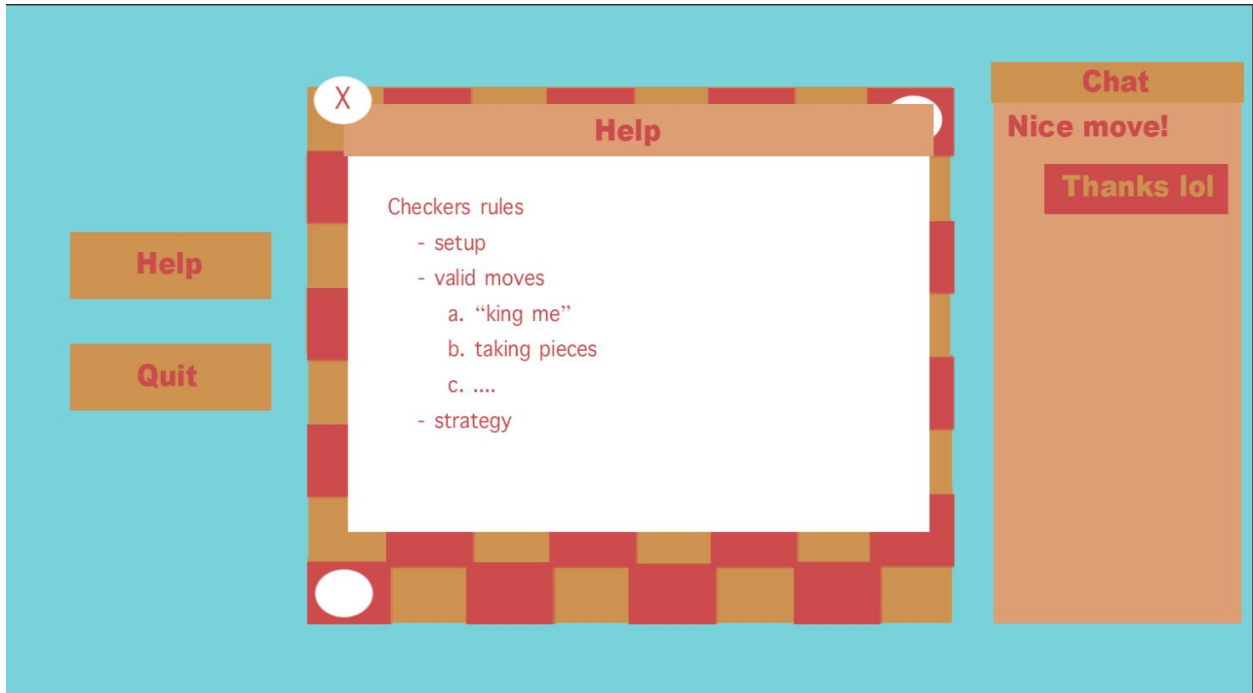 Help
Quit
X
Help
Checkers rules
- setup
- valid moves
a. “king me”
b. taking pieces
c. ....
- strategy
Chat
Nice move!
Thanks lol